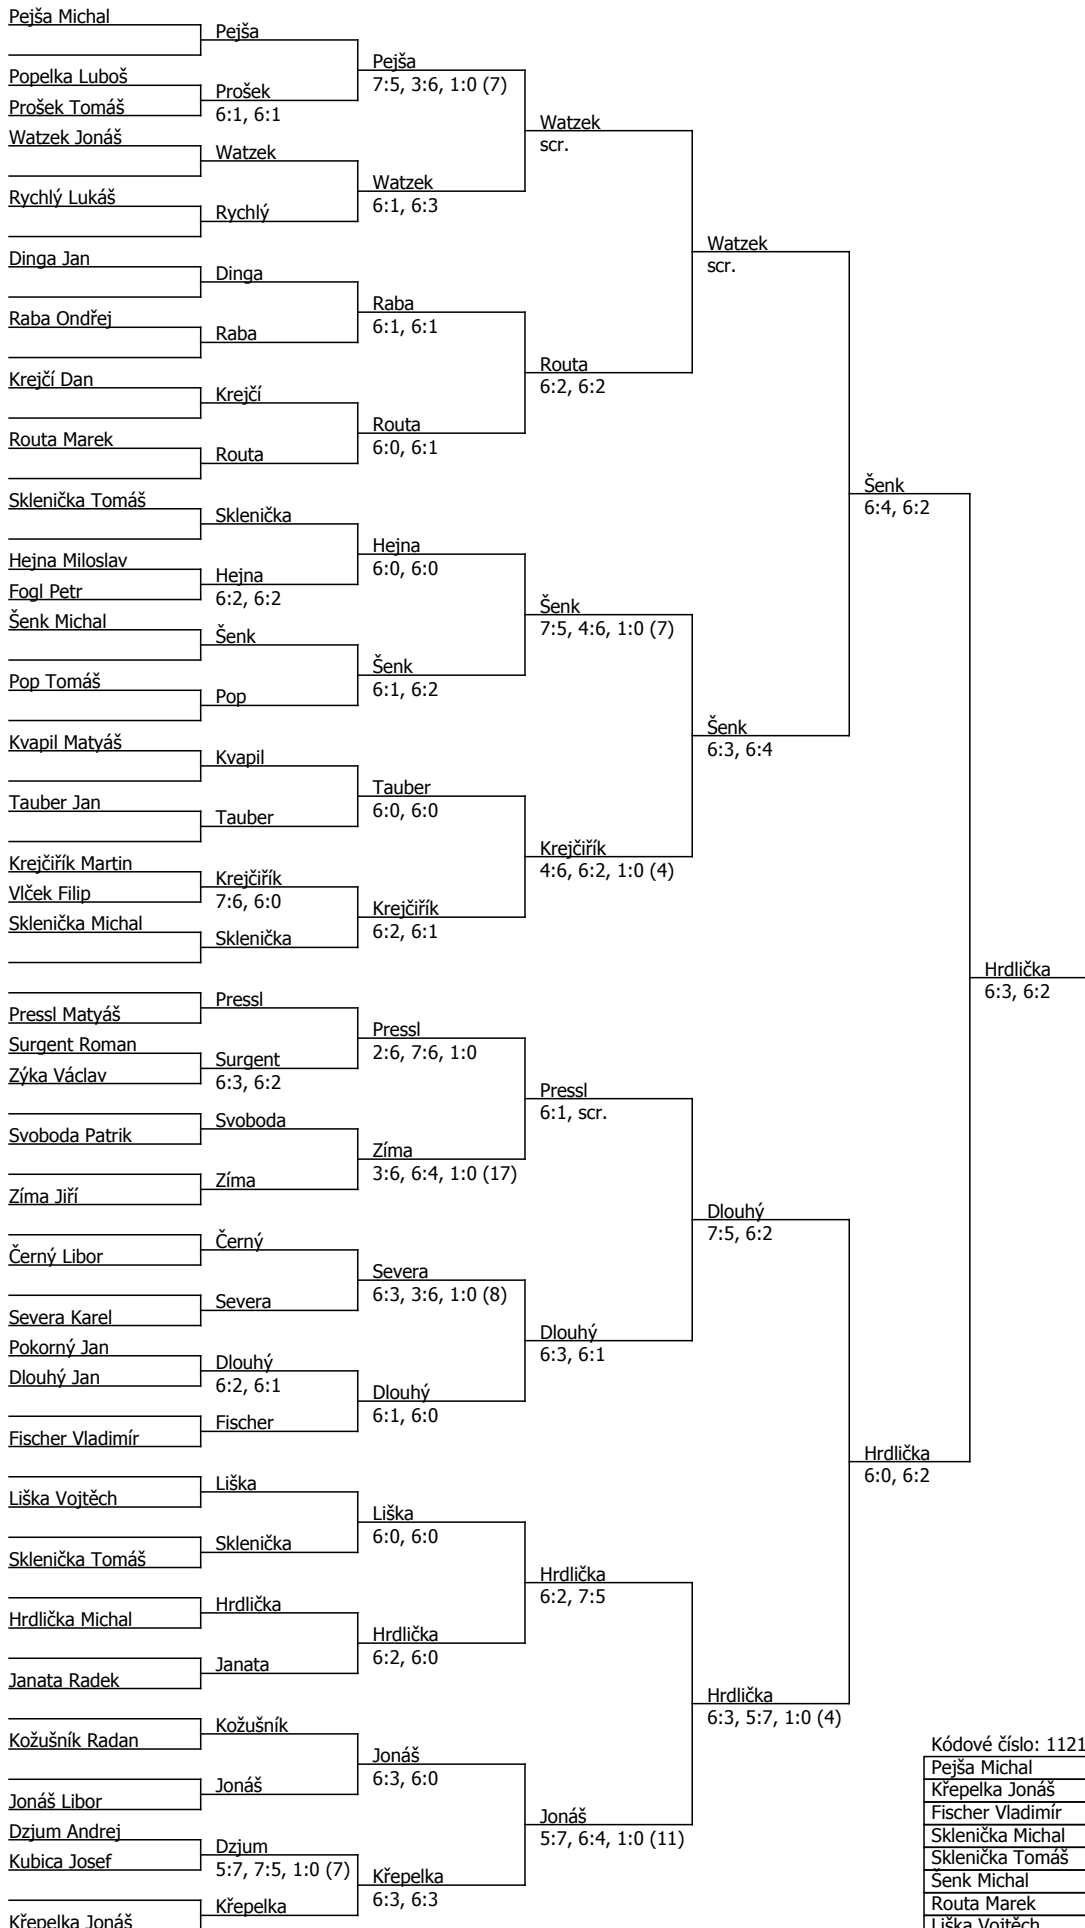 Pejša Michal
Popelka Luboš
Prošek Tomáš
Watzek Jonáš
Rychlý Lukáš
Dinga Jan
Raba Ondřej
Krejčí Dan
Routa Marek
Sklenička Tomáš
Hejna Miloslav
Fogl Petr
Šenk Michal
Pop Tomáš
Kvapil Matyáš
Tauber Jan
Krejčiřík Martin
Vlček Filip
Sklenička Michal
Pressl Matyáš
Surgent Roman
Zýka Václav
Svoboda Patrik
Zíma Jiří
Černý Libor
Severa Karel
Pokorný Jan
Dlouhý Jan
Fischer Vladimír
Liška Vojtěch
Sklenička Tomáš
Hrdlička Michal
Janata Radek
Kožušník Radan
Jonáš Libor
Dzjum Andrej
Kubica Josef
Křepelka Jonáš
Pejša
Prošek
6:1, 6:1
Watzek
Rychlý
Dinga
Raba
Krejčí
Routa
Sklenička
Hejna
6:2, 6:2
Šenk
Pop
Kvapil
Tauber
Krejčiřík
7:6, 6:0
Sklenička
Pressl
Surgent
6:3, 6:2
Svoboda
Zíma
Černý
Severa
Dlouhý
6:2, 6:1
Fischer
Liška
Sklenička
Hrdlička
Janata
Kožušník
Jonáš
Dzjum
5:7, 7:5, 1:0 (7)
Křepelka
Pejša
7:5, 3:6, 1:0 (7)
Watzek
6:1, 6:3
Raba
6:1, 6:1
Routa
6:0, 6:1
Hejna
6:0, 6:0
Šenk
6:1, 6:2
Tauber
6:0, 6:0
Krejčiřík
6:2, 6:1
Pressl
2:6, 7:6, 1:0
Zíma
3:6, 6:4, 1:0 (17)
Severa
6:3, 3:6, 1:0 (8)
Dlouhý
6:1, 6:0
Liška
6:0, 6:0
Hrdlička
6:2, 6:0
Jonáš
6:3, 6:0
Křepelka
6:3, 6:3
Watzek
scr.
Routa
6:2, 6:2
Šenk
7:5, 4:6, 1:0 (7)
Krejčiřík
4:6, 6:2, 1:0 (4)
Pressl
6:1, scr.
Dlouhý
6:3, 6:1
Hrdlička
6:2, 7:5
Jonáš
5:7, 6:4, 1:0 (11)
Watzek
scr.
Šenk
6:3, 6:4
Dlouhý
7:5, 6:2
Hrdlička
6:3, 5:7, 1:0 (4)
Šenk
6:4, 6:2
Hrdlička
6:0, 6:2
Hrdlička
6:3, 6:2
Kódové číslo: 1121
Pejša Michal
Křepelka Jonáš
Fischer Vladimír
Sklenička Michal
Sklenička Tomáš
Šenk Michal
Routa Marek
Liška Vojtěch